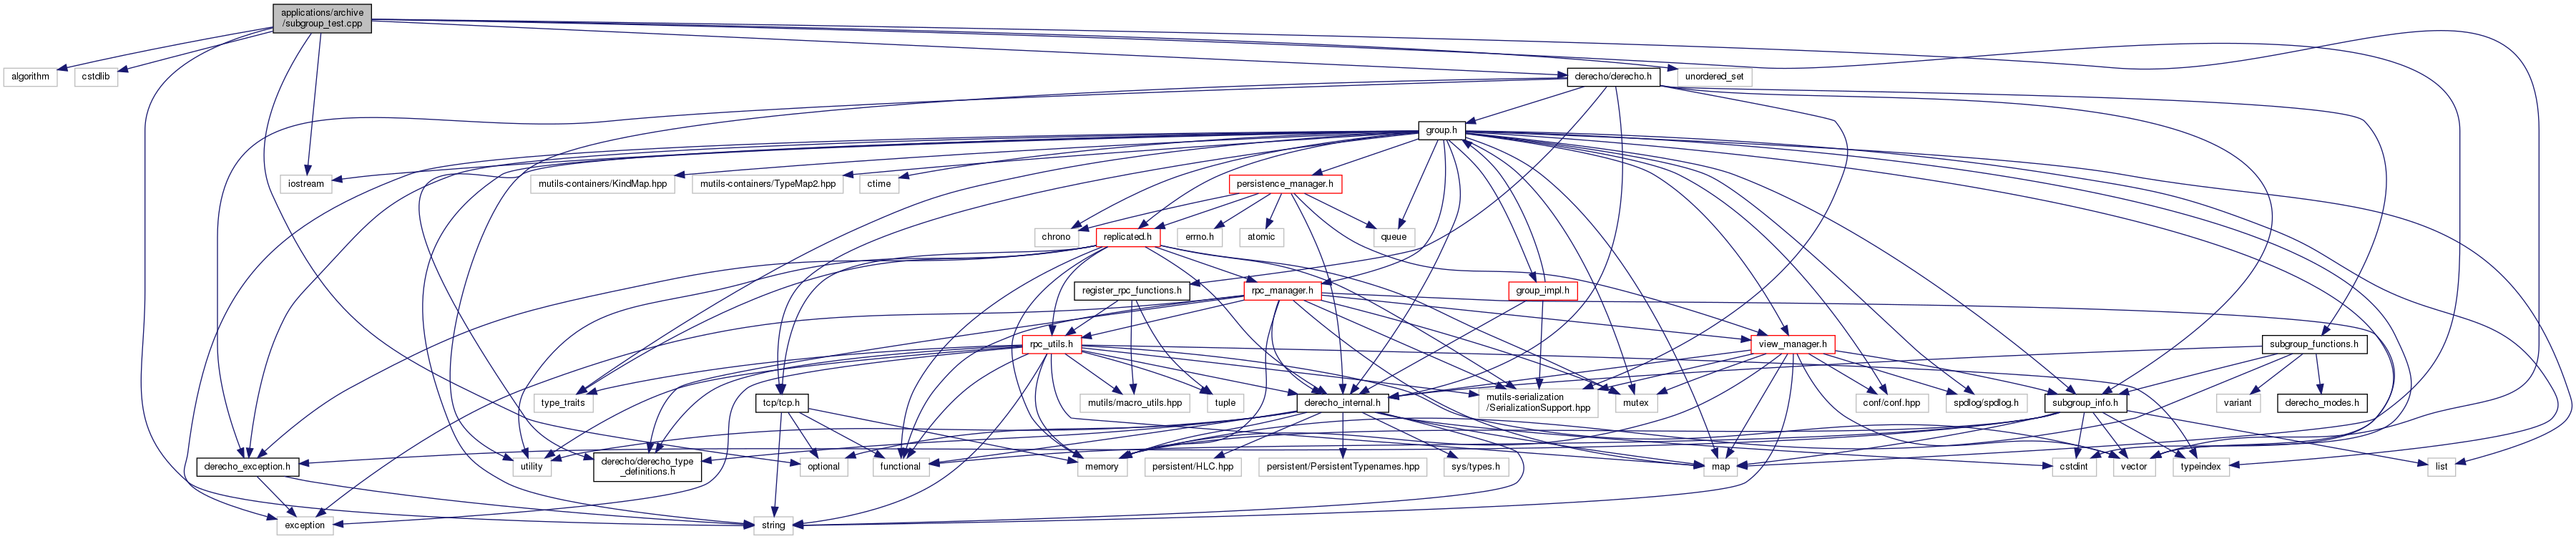 applications/archive
/subgroup_test.cpp
algorithm
cstdlib
derecho/derecho.h
unordered_set
group.h
iostream
mutils-containers/KindMap.hpp
mutils-containers/TypeMap2.hpp
ctime
persistence_manager.h
chrono
replicated.h
errno.h
atomic
queue
register_rpc_functions.h
rpc_manager.h
group_impl.h
rpc_utils.h
view_manager.h
subgroup_functions.h
type_traits
tcp/tcp.h
mutils/macro_utils.hpp
tuple
derecho_internal.h
mutils-serialization
/SerializationSupport.hpp
mutex
conf/conf.hpp
spdlog/spdlog.h
subgroup_info.h
variant
derecho_modes.h
derecho_exception.h
utility
derecho/derecho_type
_definitions.h
optional
functional
memory
persistent/HLC.hpp
persistent/PersistentTypenames.hpp
sys/types.h
map
cstdint
vector
typeindex
list
exception
string